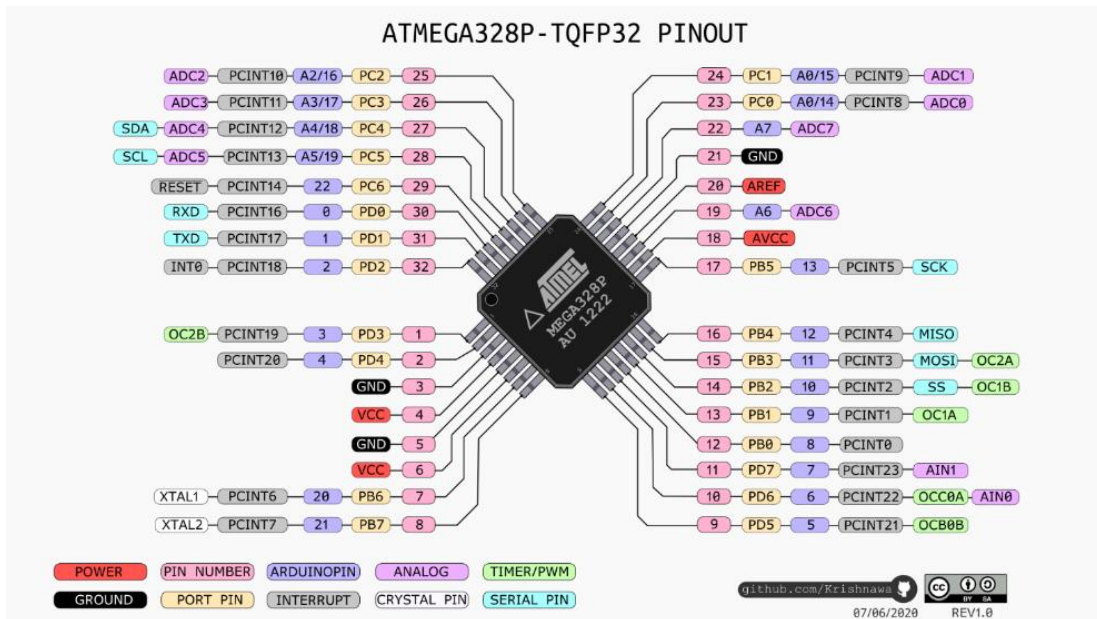 ATMEGA328P-TQFP32 PINOUT
ADC2 PCINT10 A2/16 PC2 25
ADC3 PCINT11 A3/17 PC3 26
SDA ADC4 PCINT12 A4/18 PC4 27
SCL ADC5 PCINT13 A5/19 PC5 28
RESET PCINT14 22 PC6 29
RXD PCINT16 0 PD0 30
TXD PCINT17 1 PD1 31
INT0 PCINT18 2 PD2 32
OC2B PCINT19 3 PD3 1
PCINT20 4 PD4 2
GND 3
VCC 4
GND 5
VCC 6
XTAL1 PCINT6 20 PB6 7
XTAL2 PCINT7 21 PB7 8
ATMEL
MEGA328P
AU 1222
24 PC1 A0/15 PCINT9 ADC1
23 PC0 A0/14 PCINT8 ADC0
22 A7 ADC7
21 GND
20 AREF
19 A6 ADC6
18 AVCC
17 PB5 13 PCINT5 SCK
16 PB4 12 PCINT4 MISO
15 PB3 11 PCINT3 MOSI OC2A
14 PB2 10 PCINT2 SS OC1B
13 PB1 9 PCINT1 OC1A
12 PB0 8 PCINT0
11 PD7 7 PCINT23 AIN1
10 PD6 6 PCINT22 OCC0A AIN0
9 PD5 5 PCINT21 OCB0B
POWER PIN NUMBER ARDUINOPIN ANALOG TIMER/PWM
GROUND PORT PIN INTERRUPT CRYSTAL PIN SERIAL PIN
github.com/Krishnawa
cc BY SA
07/06/2020 REV1.0